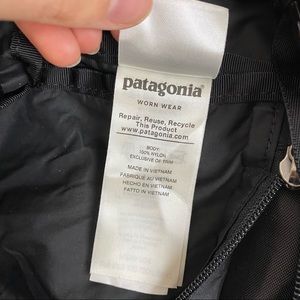 patagonia®
WORN WEAR
Repair, Reuse, Recycle
This Product
www.patagonia.com
BODY:
100% NYLON
EXCLUSIVE OF TRIM
MADE IN VIETNAM
FABRIQUÉ AU VIETNAM
HECHO EN VIETNAM
FATTO IN VIETNAM